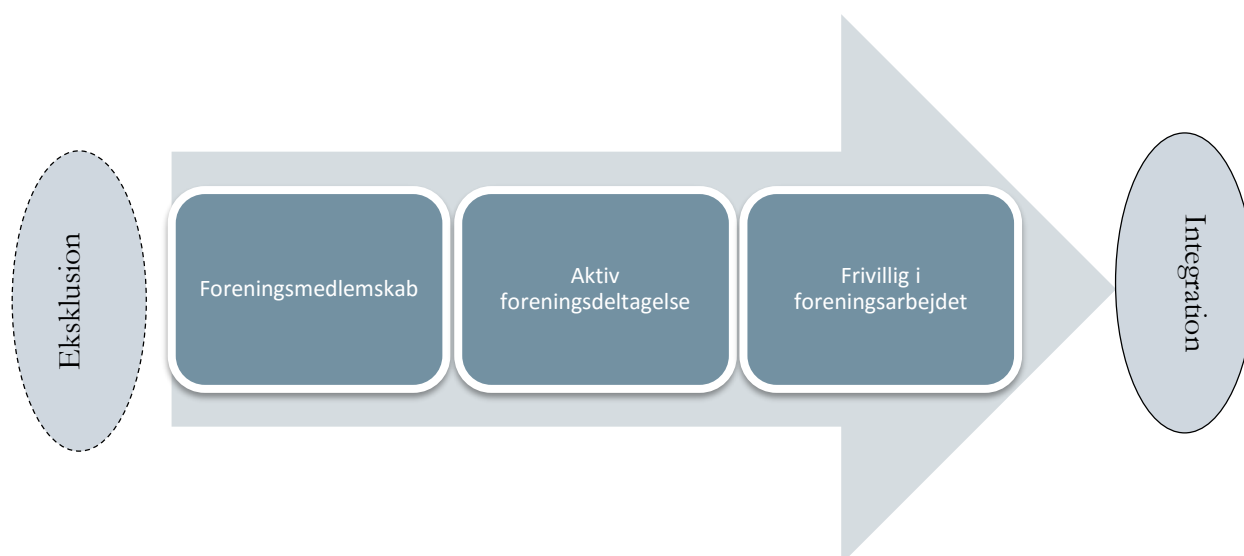 Eksklusion
Foreningsmedlemskab
Aktiv
foreningsdeltagelse
Frivillig i
foreningsarbejdet
Integration